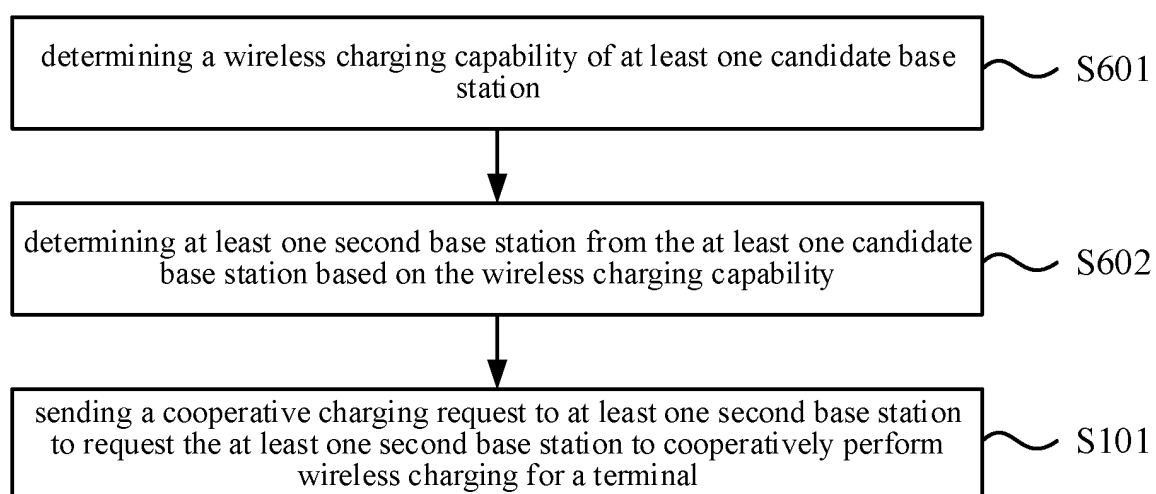 determining a wireless charging capability of at least one candidate base
station
S601
determining at least one second base station from the at least one candidate
base station based on the wireless charging capability
S602
sending a cooperative charging request to at least one second base station
to request the at least one second base station to cooperatively perform
wireless charging for a terminal
S101